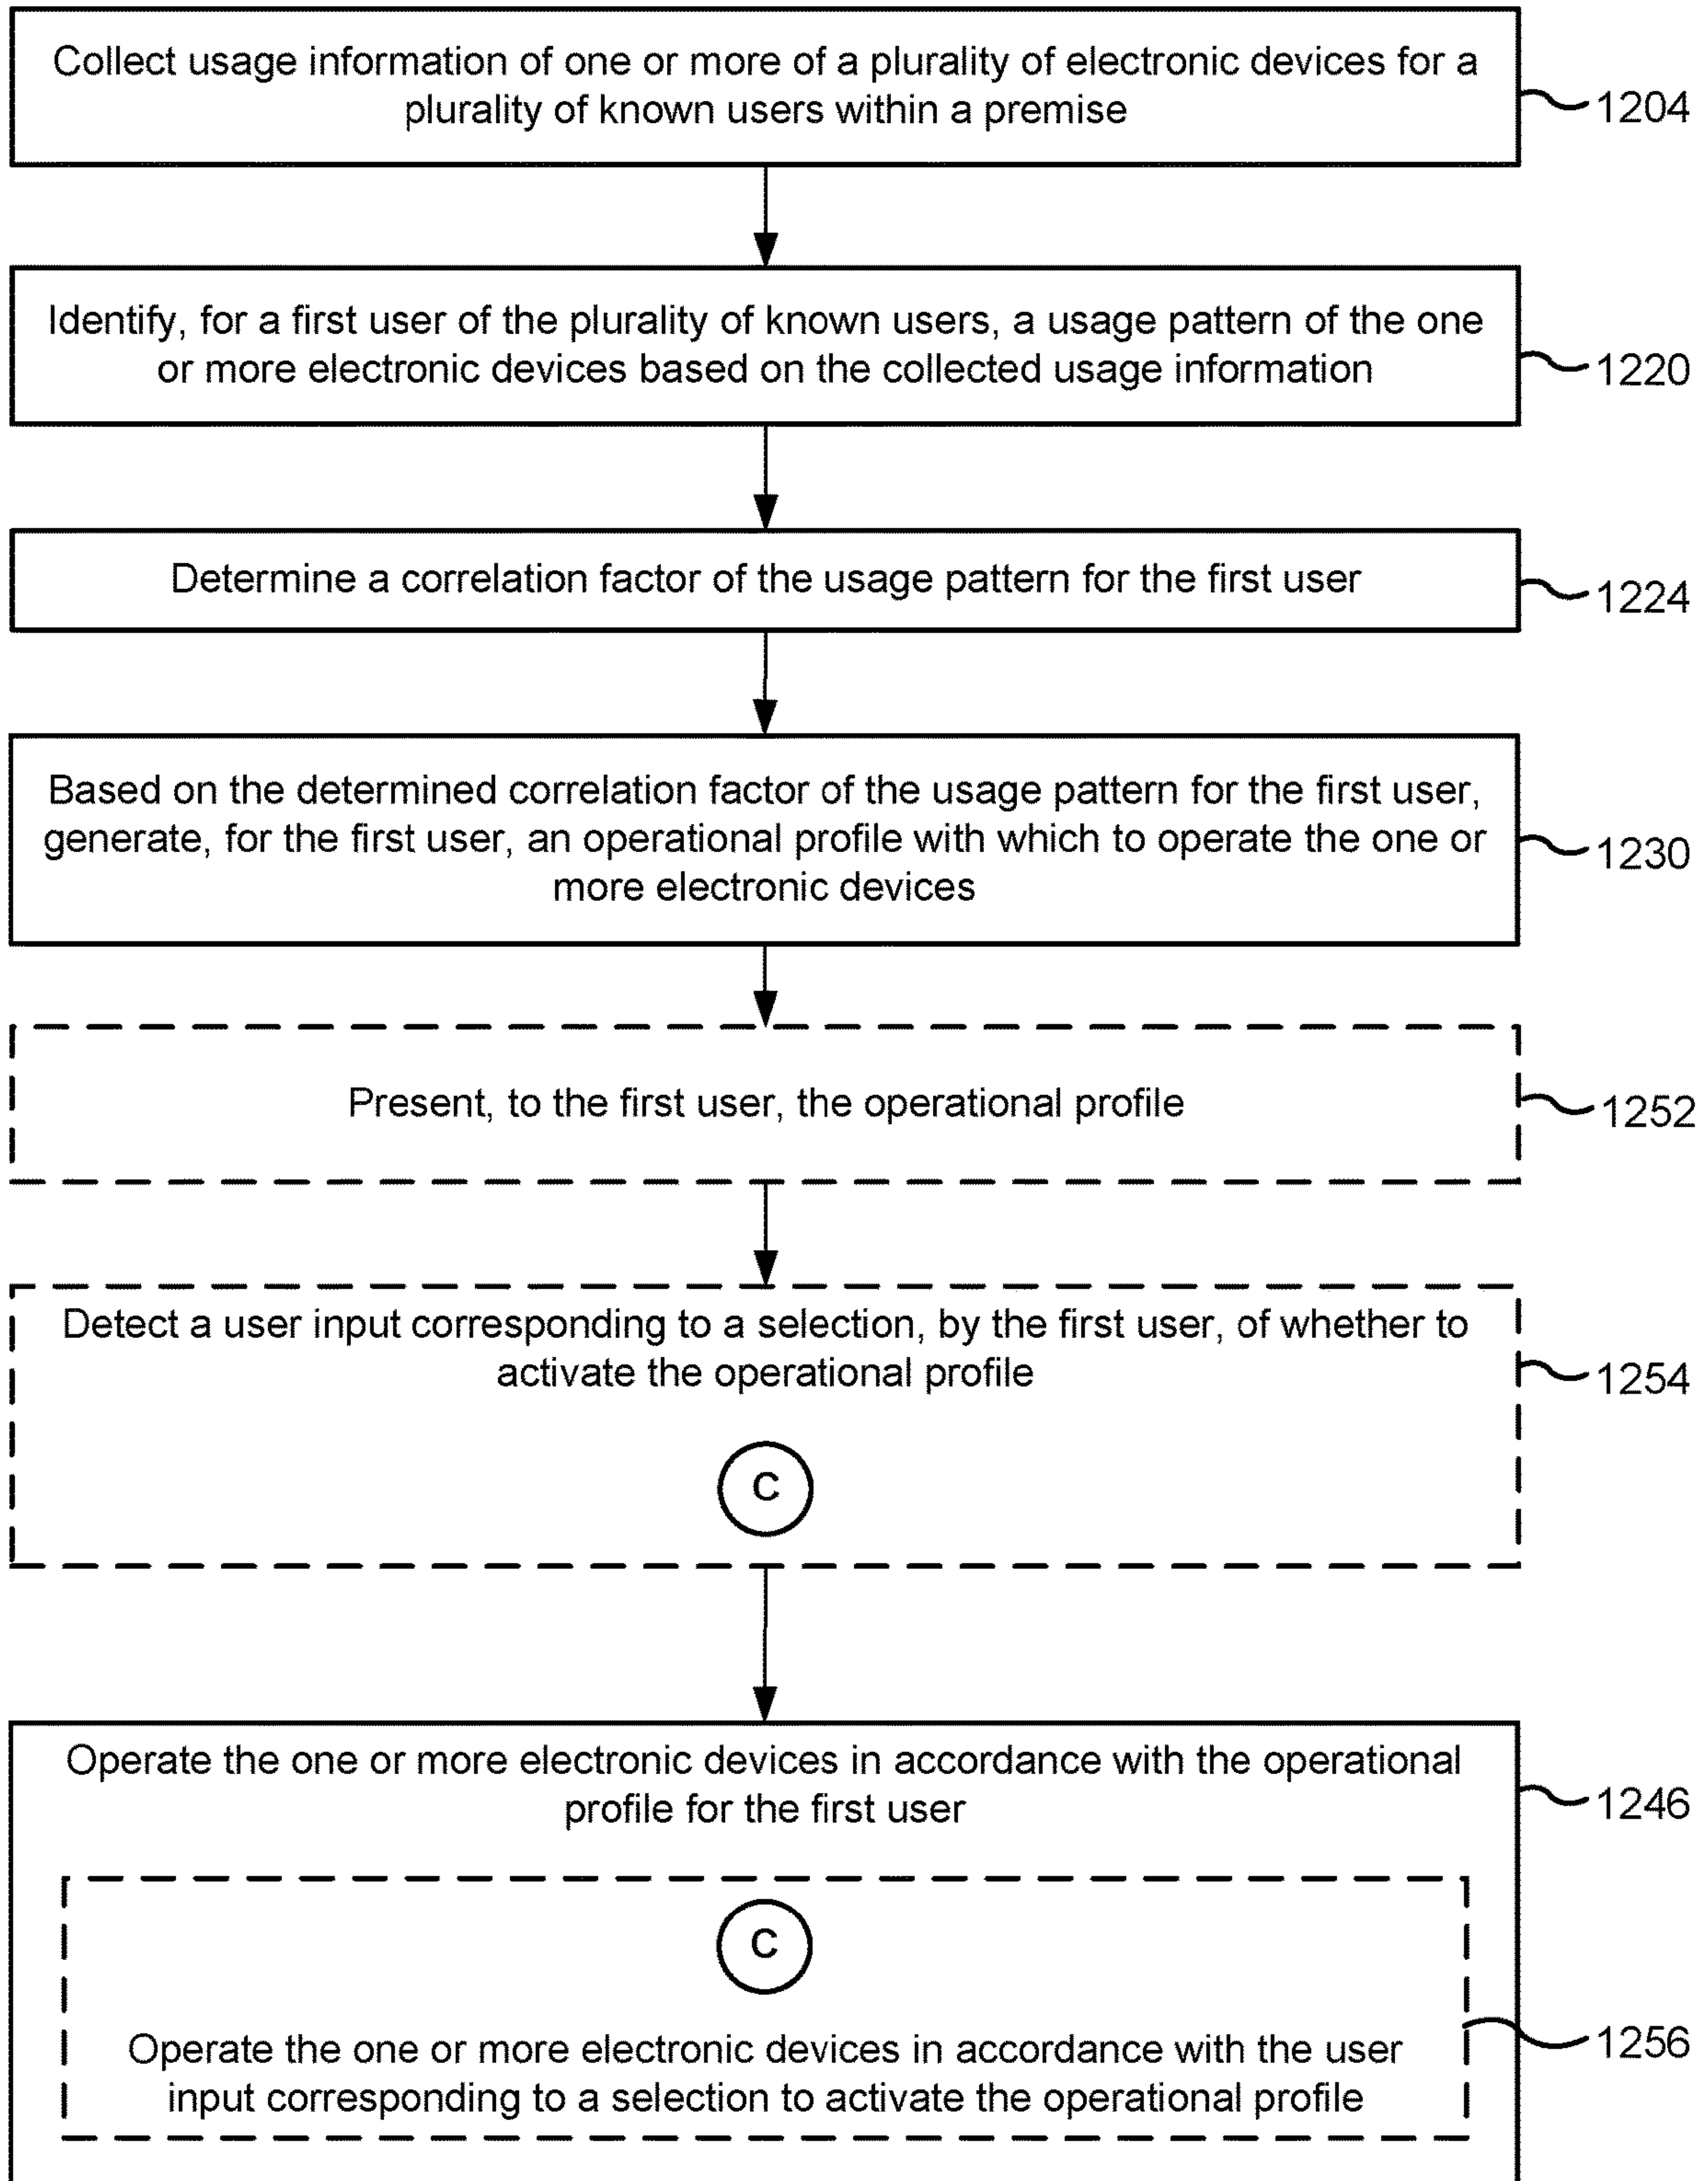 Collect usage information of one or more of a plurality of electronic devices for a
plurality of known users within a premise
1204
Identify, for a first user of the plurality of known users, a usage pattern of the one
or more electronic devices based on the collected usage information
1220
Determine a correlation factor of the usage pattern for the first user
1224
Based on the determined correlation factor of the usage pattern for the first user,
generate, for the first user, an operational profile with which to operate the one or
more electronic devices
1230
Present, to the first user, the operational profile
1252
Detect a user input corresponding to a selection, by the first user, of whether to
activate the operational profile
1254
C
Operate the one or more electronic devices in accordance with the operational
profile for the first user
1246
C
Operate the one or more electronic devices in accordance with the user
input corresponding to a selection to activate the operational profile
1256